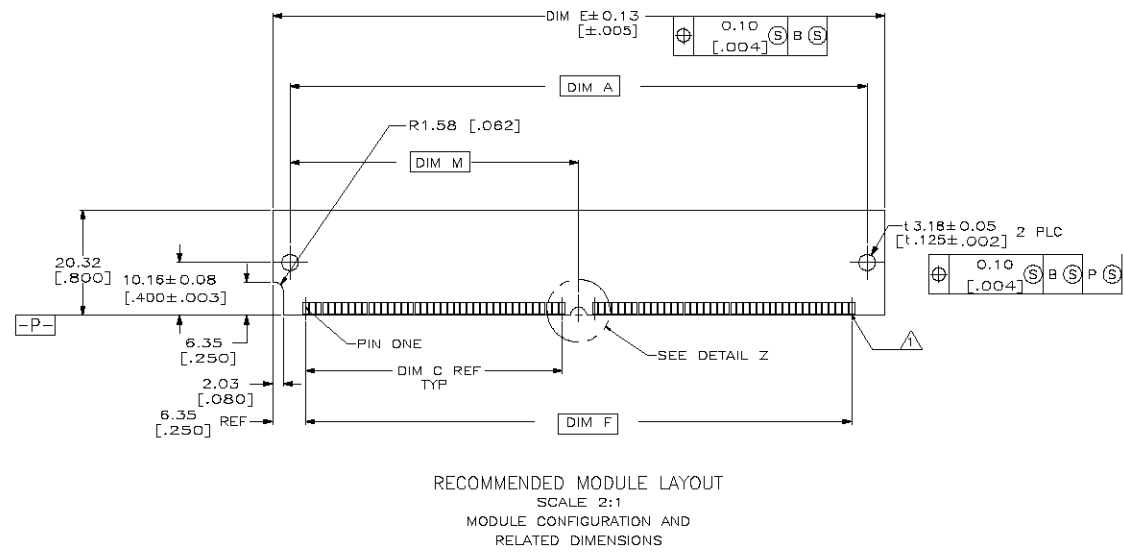 DIM E±0.13
[±.005]
0.10 Ⓢ B Ⓢ
[.004]
DIM A
R1.58 [.062]
DIM M
t3.18±0.05 2 PLC
[t.125±.002]
20.32
[.800]
10.16±0.08
[.400±.003]
0.10 Ⓢ B Ⓢ P Ⓢ
[.004]
-P-
6.35
[.250]
PIN ONE
SEE DETAIL Z
1
DIM C REF
TYP
2.03
[.080]
6.35 REF
[.250]
DIM F
RECOMMENDED MODULE LAYOUT
SCALE 2:1
MODULE CONFIGURATION AND
RELATED DIMENSIONS